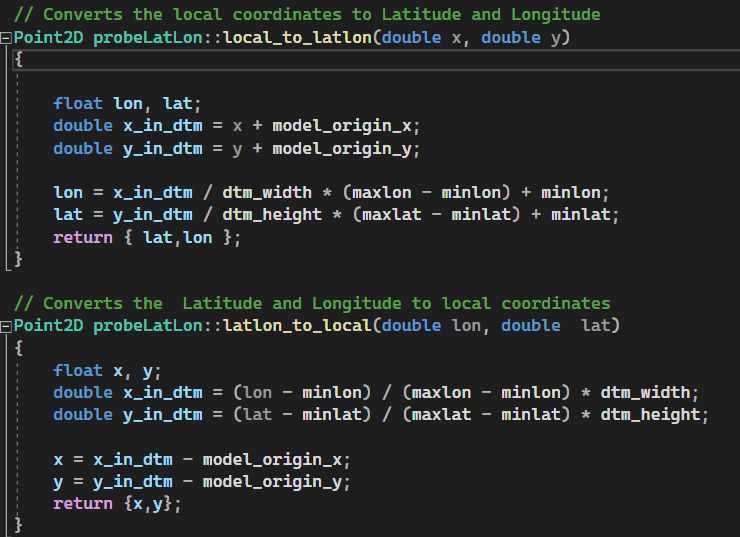 // Converts the local coordinates to Latitude and Longitude
Point2D probeLatLon::local_to_latlon(double x, double y)
{
float lon, lat;
double x_in_dtm = x + model_origin_x;
double y_in_dtm = y + model_origin_y;
lon = x_in_dtm / dtm_width * (maxlon - minlon) + minlon;
lat = y_in_dtm / dtm_height * (maxlat - minlat) + minlat;
return { lat,lon };
}
// Converts the  Latitude and Longitude to local coordinates
Point2D probeLatLon::latlon_to_local(double lon, double  lat)
{
float x, y;
double x_in_dtm = (lon - minlon) / (maxlon - minlon) * dtm_width;
double y_in_dtm = (lat - minlat) / (maxlat - minlat) * dtm_height;
x = x_in_dtm - model_origin_x;
y = y_in_dtm - model_origin_y;
return {x,y};
}